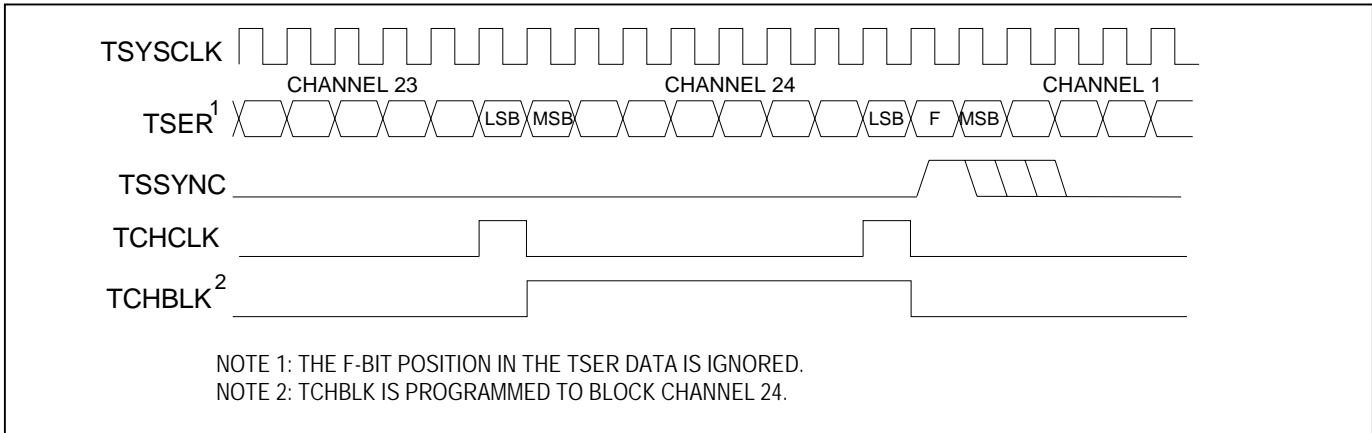 TSYSCLK
CHANNEL 23 CHANNEL 24 CHANNEL 1
TSER1 LSB MSB LSB F MSB
TSSYNC
TCHCLK
TCHBLK2
NOTE 1: THE F-BIT POSITION IN THE TSER DATA IS IGNORED.
NOTE 2: TCHBLK IS PROGRAMMED TO BLOCK CHANNEL 24.